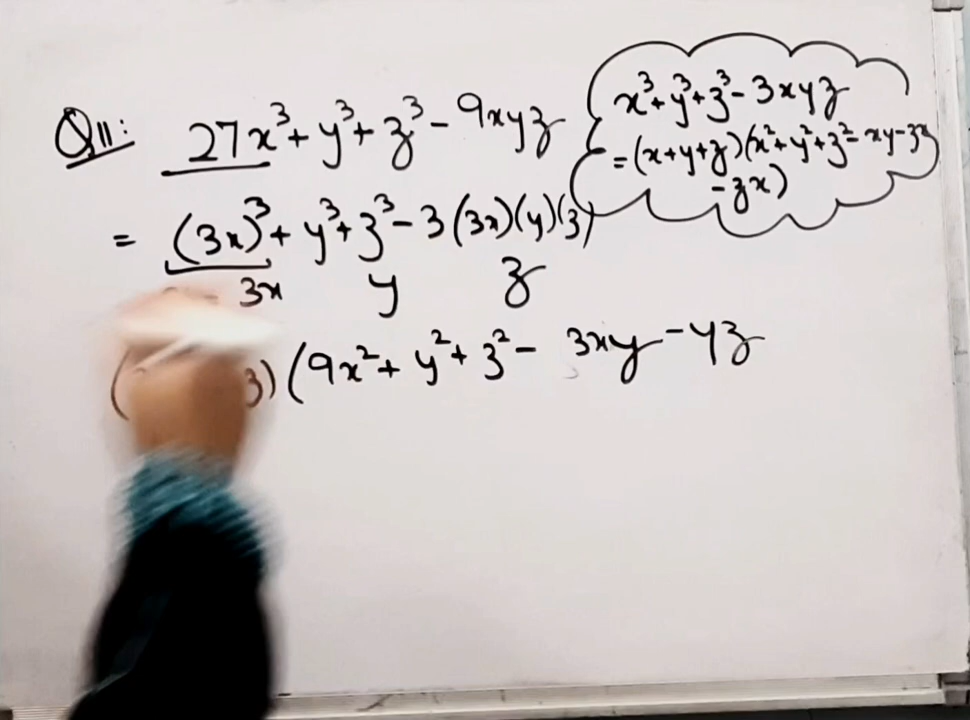 Q11: 27x³ + y³ + z³ - 9xyz
= (3x)³ + y³ + z³ - 3(3x)(y)(z)
3x y z
( z)(9x² + y² + z² - 3xy - yz
x³ + y³ + z³ - 3xyz
= (x+y+z)(x² + y² + z² - xy - yz
- zx)